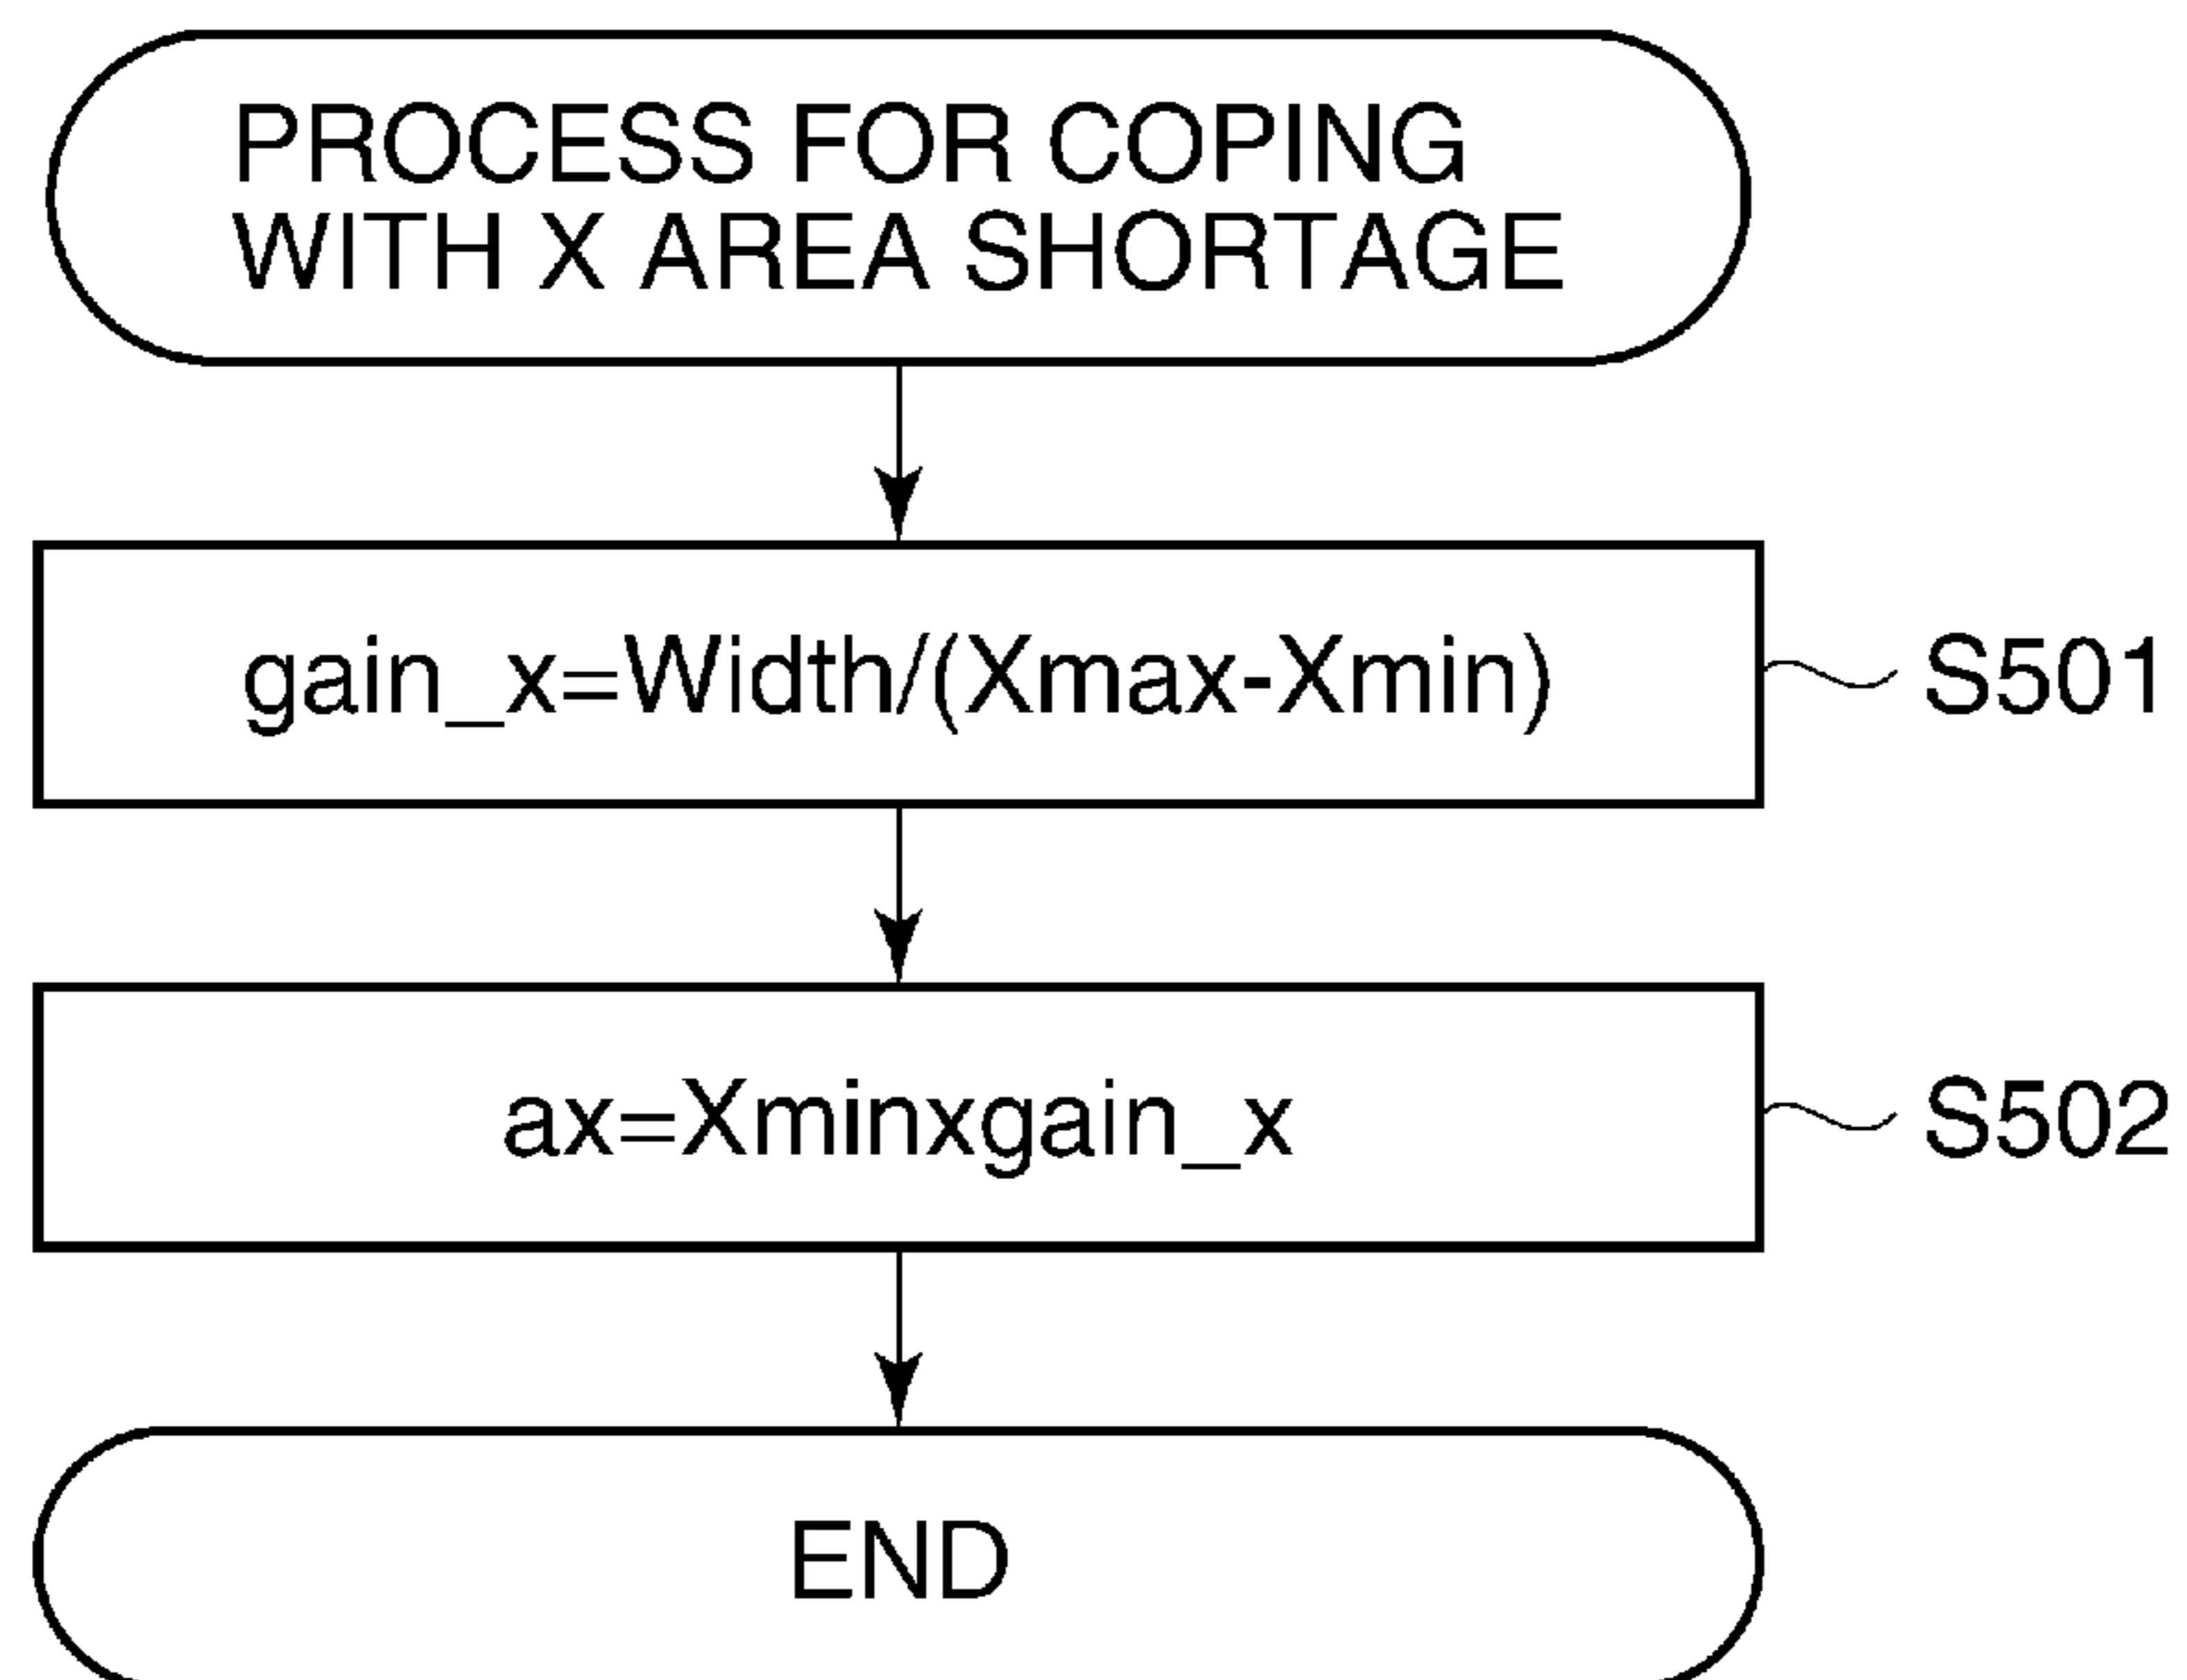 PROCESS FOR COPING
WITH X AREA SHORTAGE
gain_x=Width/(Xmax-Xmin)
S501
ax=Xminxgain_x
S502
END